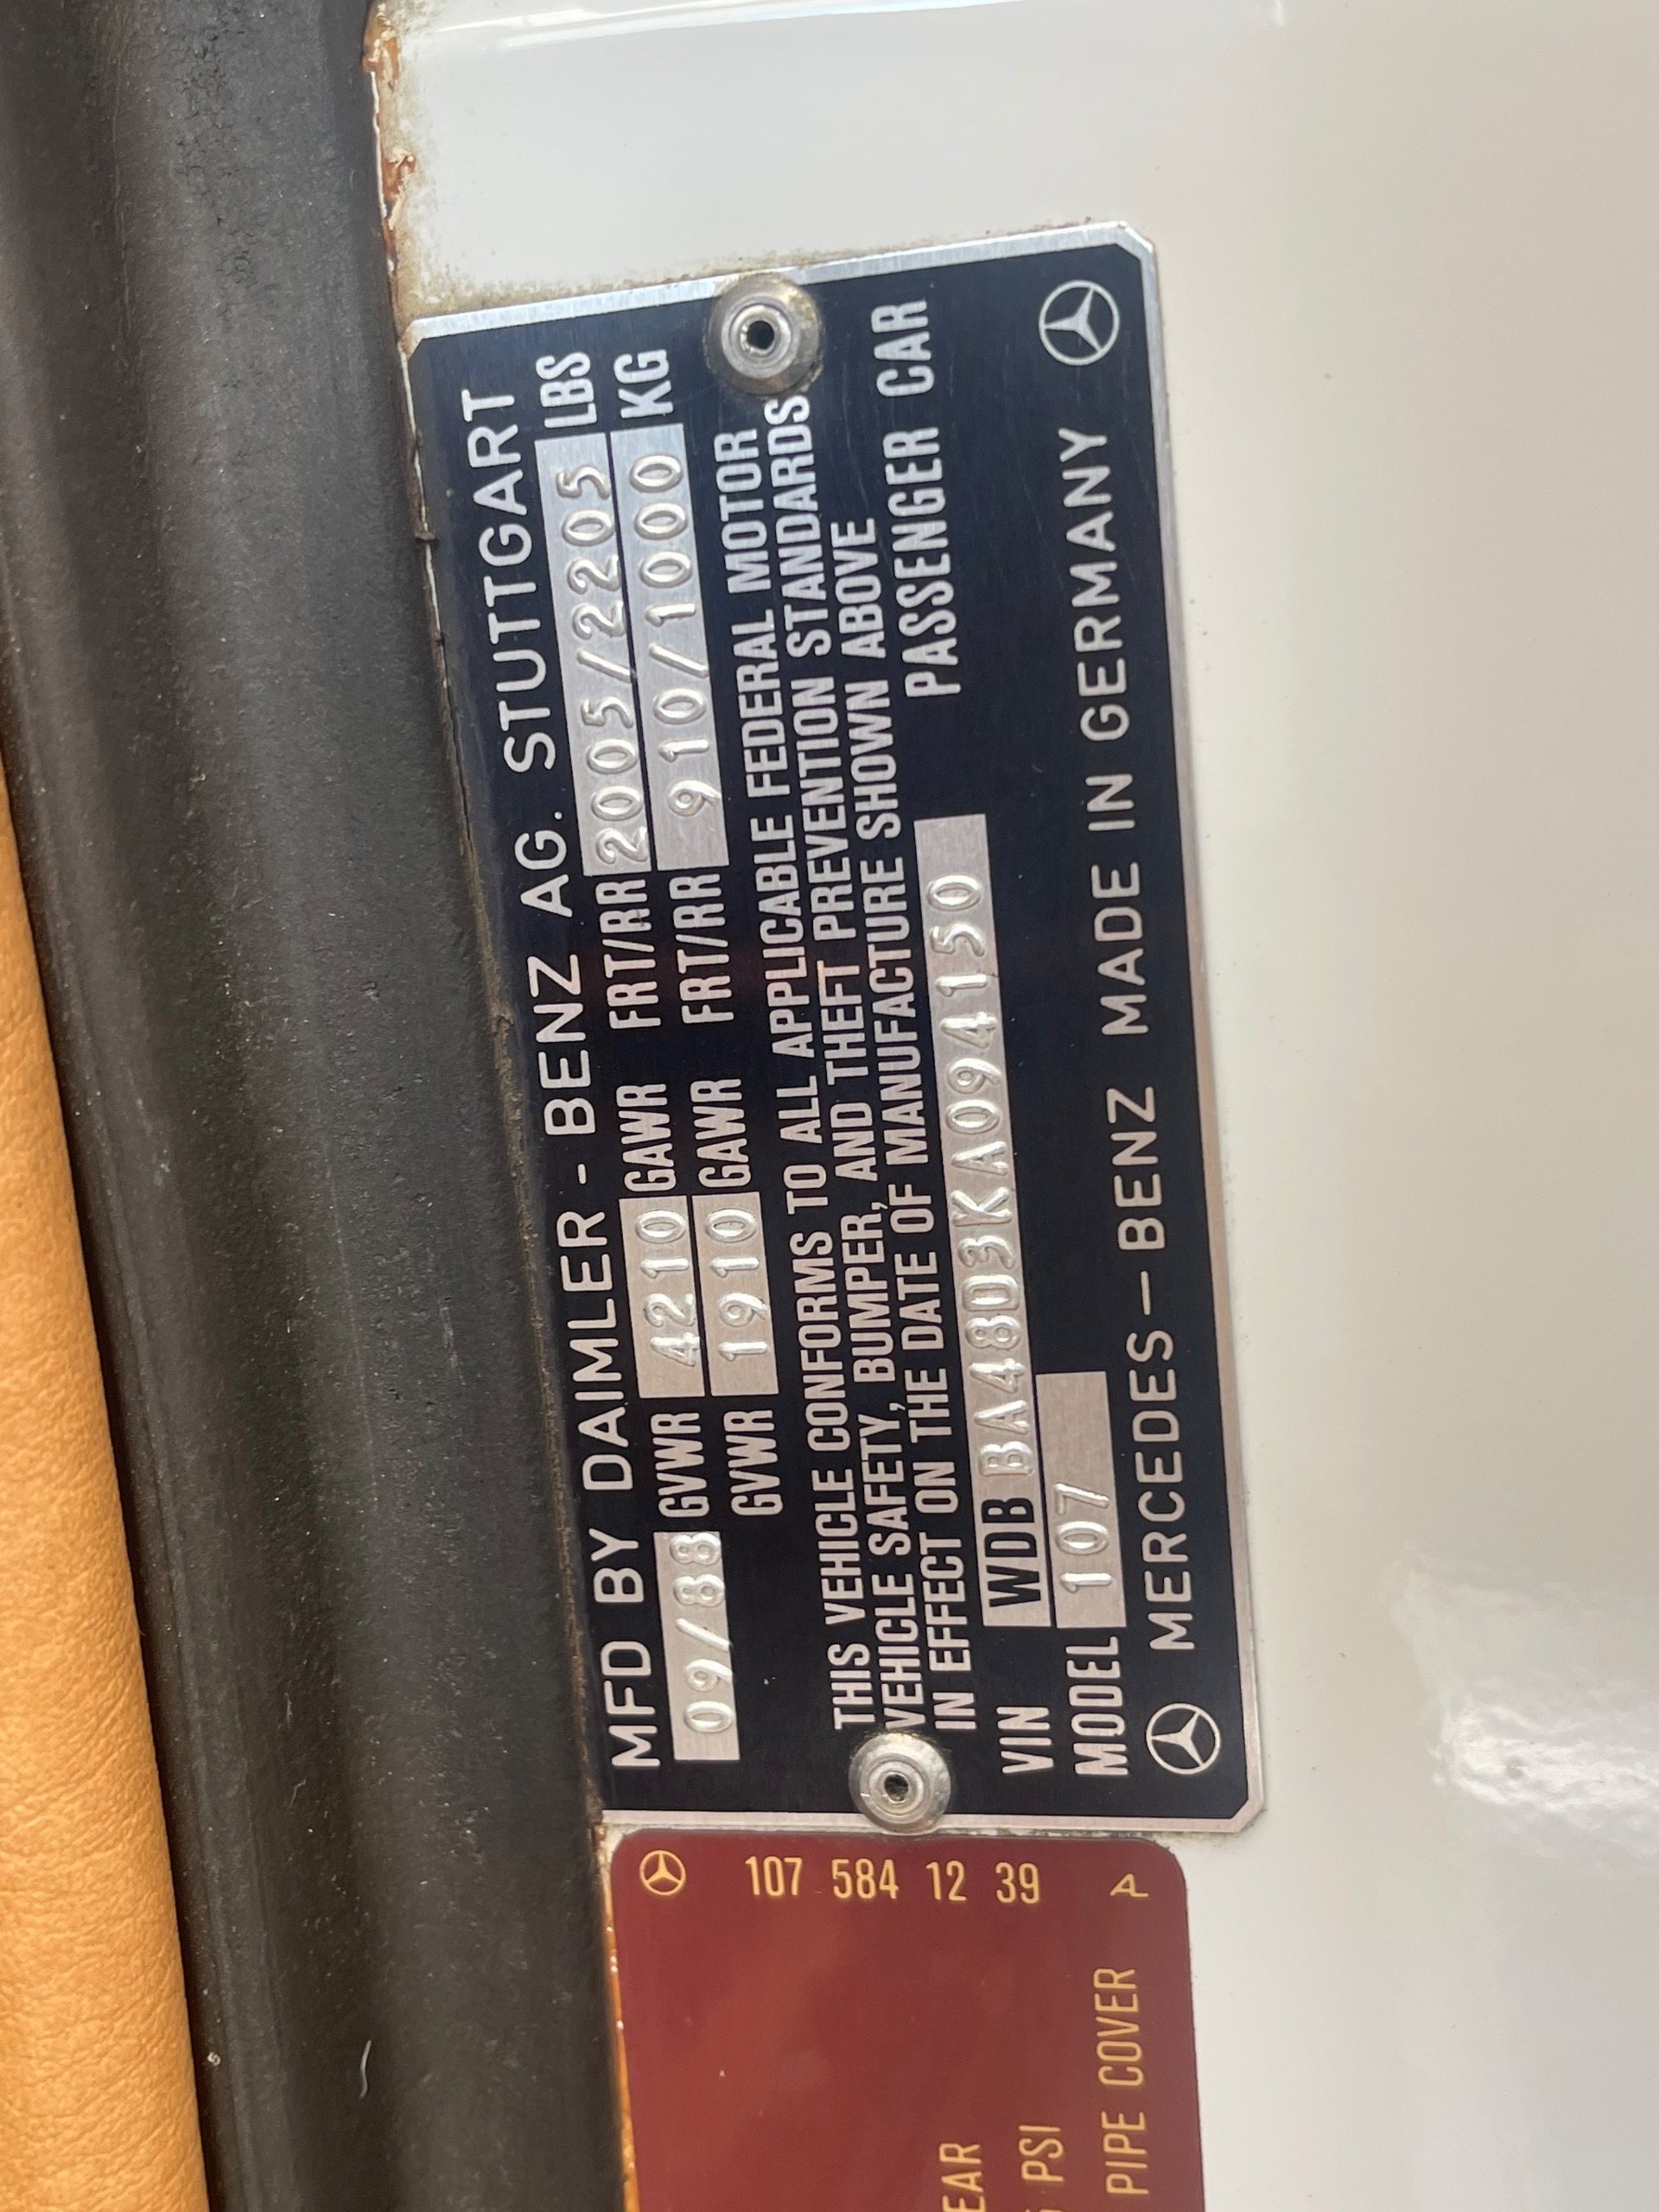 MFD BY DAIMLER - BENZ AG. STUTTGART
09/88 GVWR 4210 GAWR FRT/RR 2005/2205 LBS
GVWR 1910 GAWR FRT/RR 910/1000 KG
THIS VEHICLE CONFORMS TO ALL APPLICABLE FEDERAL MOTOR
VEHICLE SAFETY, BUMPER, AND THEFT PREVENTION STANDARDS
IN EFFECT ON THE DATE OF MANUFACTURE SHOWN ABOVE
VIN WDB BA48D3KA094150 PASSENGER CAR
MODEL 107
MERCEDES-BENZ MADE IN GERMANY
107 584 12 39 A
PSI
PIPE COVER